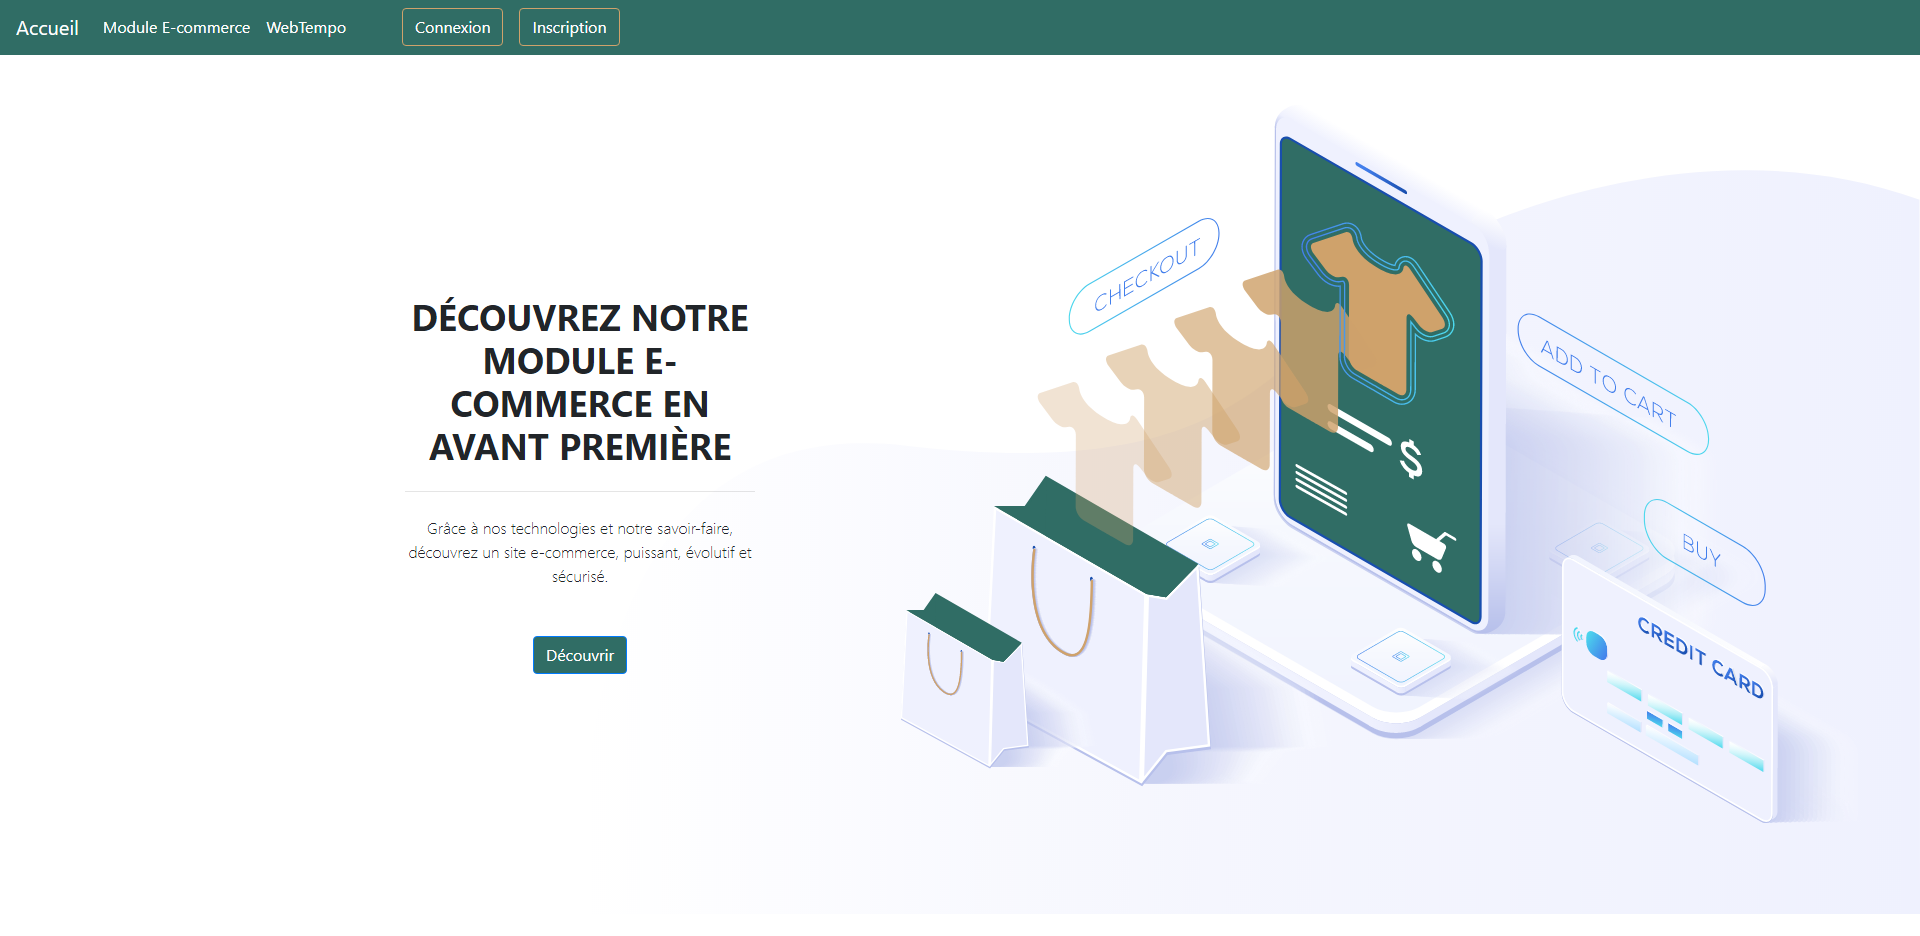 Accueil Module E-commerce WebTempo Connexion Inscription
DÉCOUVREZ NOTRE
MODULE E-
COMMERCE EN
AVANT PREMIÈRE
Grâce à nos technologies et notre savoir-faire,
découvrez un site e-commerce, puissant, évolutif et
sécurisé.
Découvrir
CHECKOUT
ADD TO CART
$
BUY
CREDIT CARD